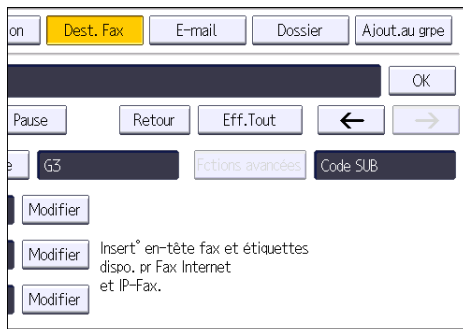 on Dest. Fax E-mail Dossier Ajout.au grpe
OK
Pause Retour Eff.Tout ← →
e G3 Fctions avancées Code SUB
Modifier
Modifier Insert° en-tête fax et étiquettes
dispo. pr Fax Internet
Modifier et IP-Fax.